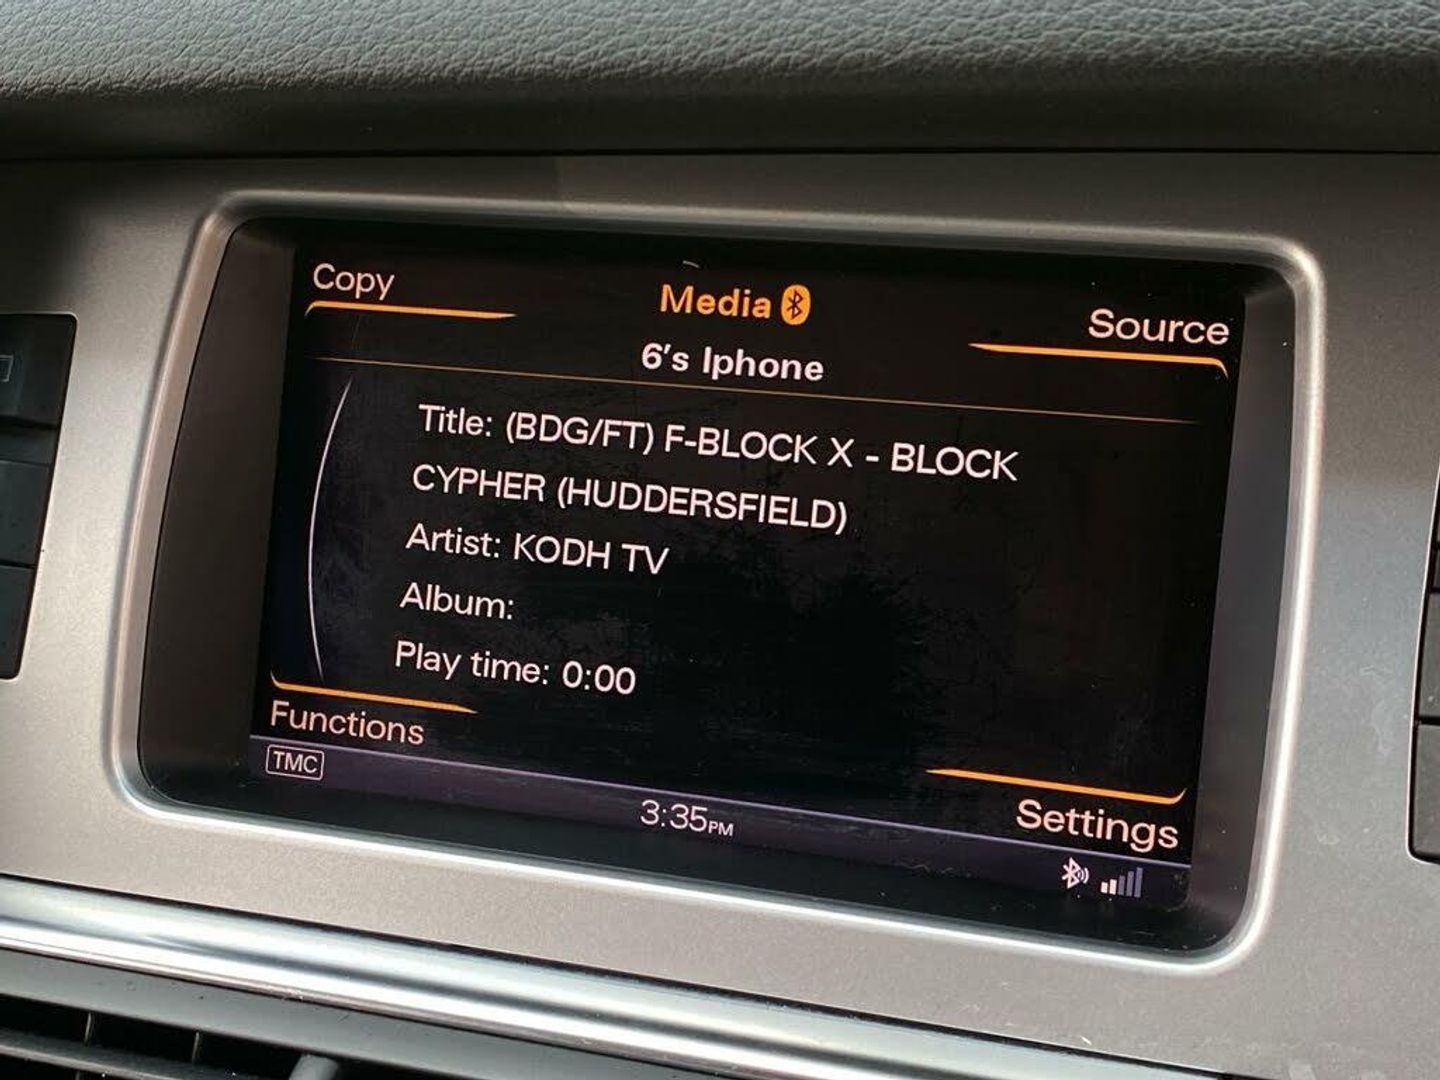 Copy
Media
Source
6's Iphone
Title: (BDG/FT) F-BLOCK X - BLOCK
CYPHER (HUDDERSFIELD)
Artist: KODH TV
Album:
Play time: 0:00
Functions
Settings
TMC
3:35PM